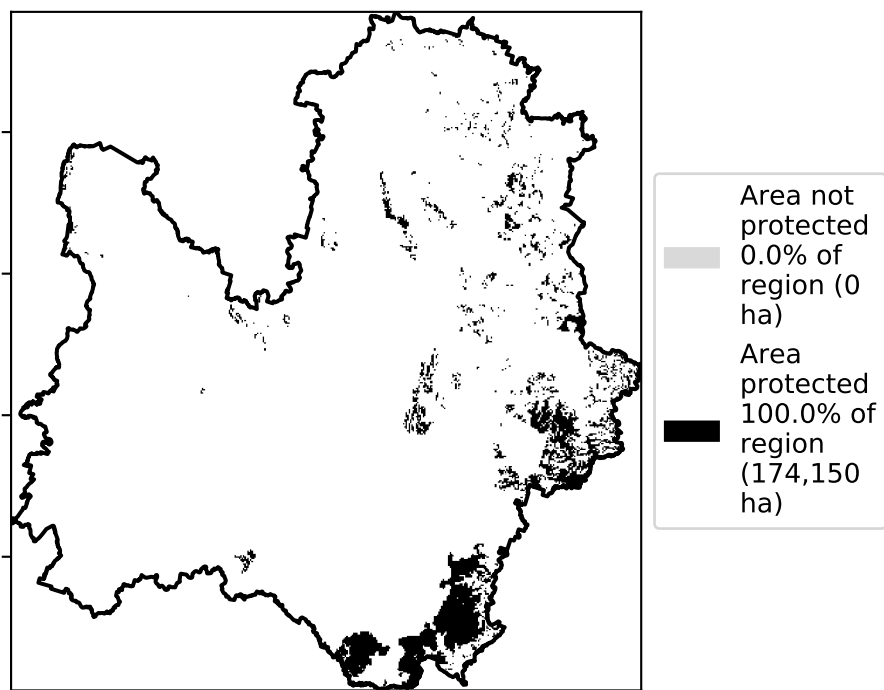 Area not
protected
0.0% of
region (0
ha)
Area
protected
100.0% of
region
(174,150
ha)